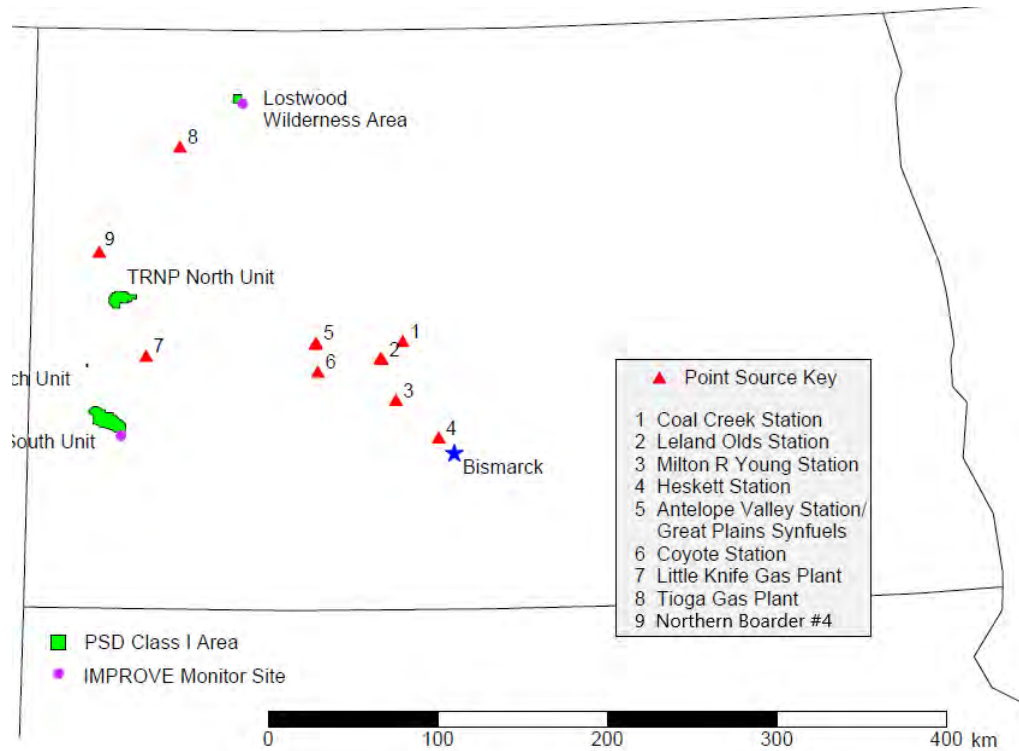 Lostwood
Wilderness Area
8
9
TRNP North Unit
7
5
6
1
2
3
4
ch Unit
South Unit
Bismarck
Point Source Key
1 Coal Creek Station
2 Leland Olds Station
3 Milton R Young Station
4 Heskett Station
5 Antelope Valley Station/
Great Plains Synfuels
6 Coyote Station
7 Little Knife Gas Plant
8 Tioga Gas Plant
9 Northern Boarder #4
PSD Class I Area
IMPROVE Monitor Site
0 100 200 300 400 km